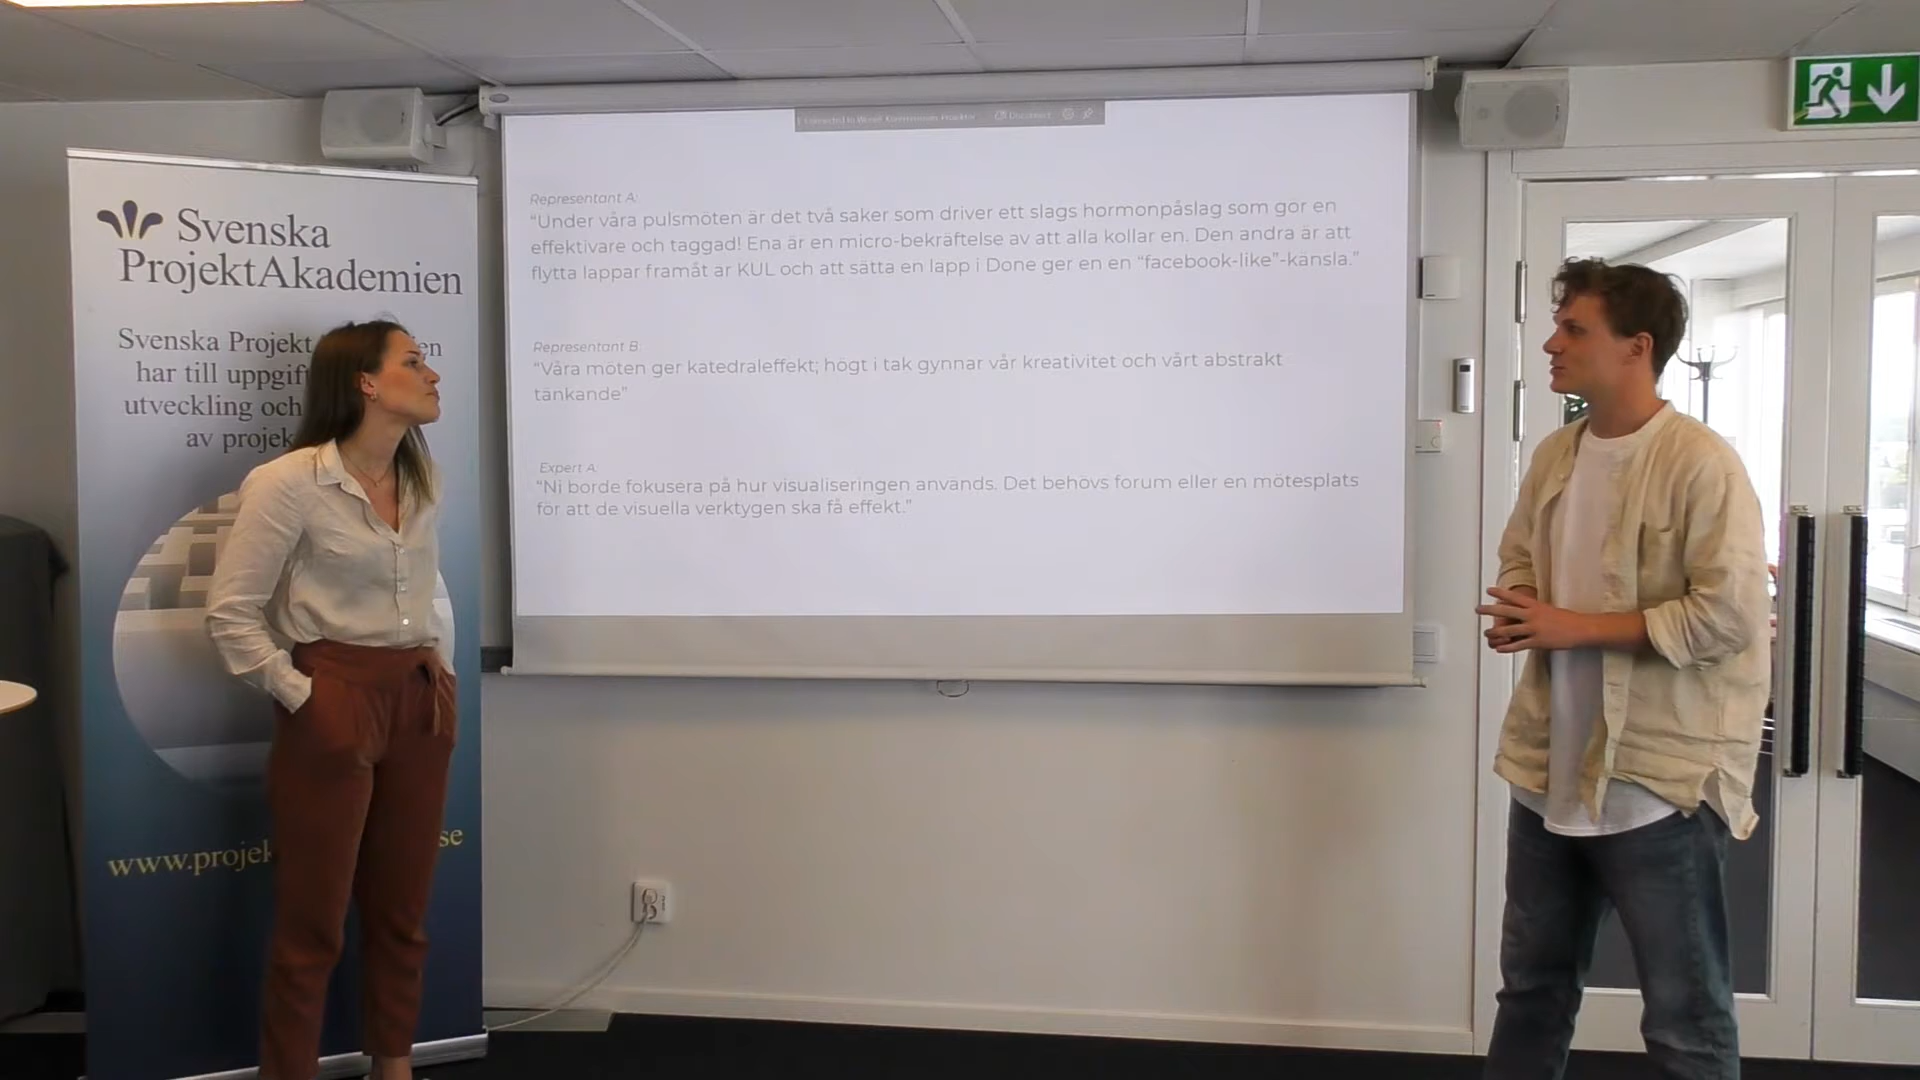 Svenska
ProjektAkademien
Svenska Projekt en
har till uppgift
utveckling och
av projek
www.projek se
Disconnect
Representant A:
“Under våra pulsmöten är det två saker som driver ett slags hormonpåslag som gör en
effektivare och taggad! Ena är en micro-bekräftelse av att alla kollar en. Den andra är att
flytta lappar framåt är KUL och att sätta en lapp i Done ger en en “facebook-like”-känsla.”
Representant B:
“Våra möten ger katedraleffekt; högt i tak gynnar vår kreativitet och vårt abstrakt
tänkande”
Expert A:
“Ni borde fokusera på hur visualiseringen används. Det behövs forum eller en mötesplats
för att de visuella verktygen ska få effekt.”